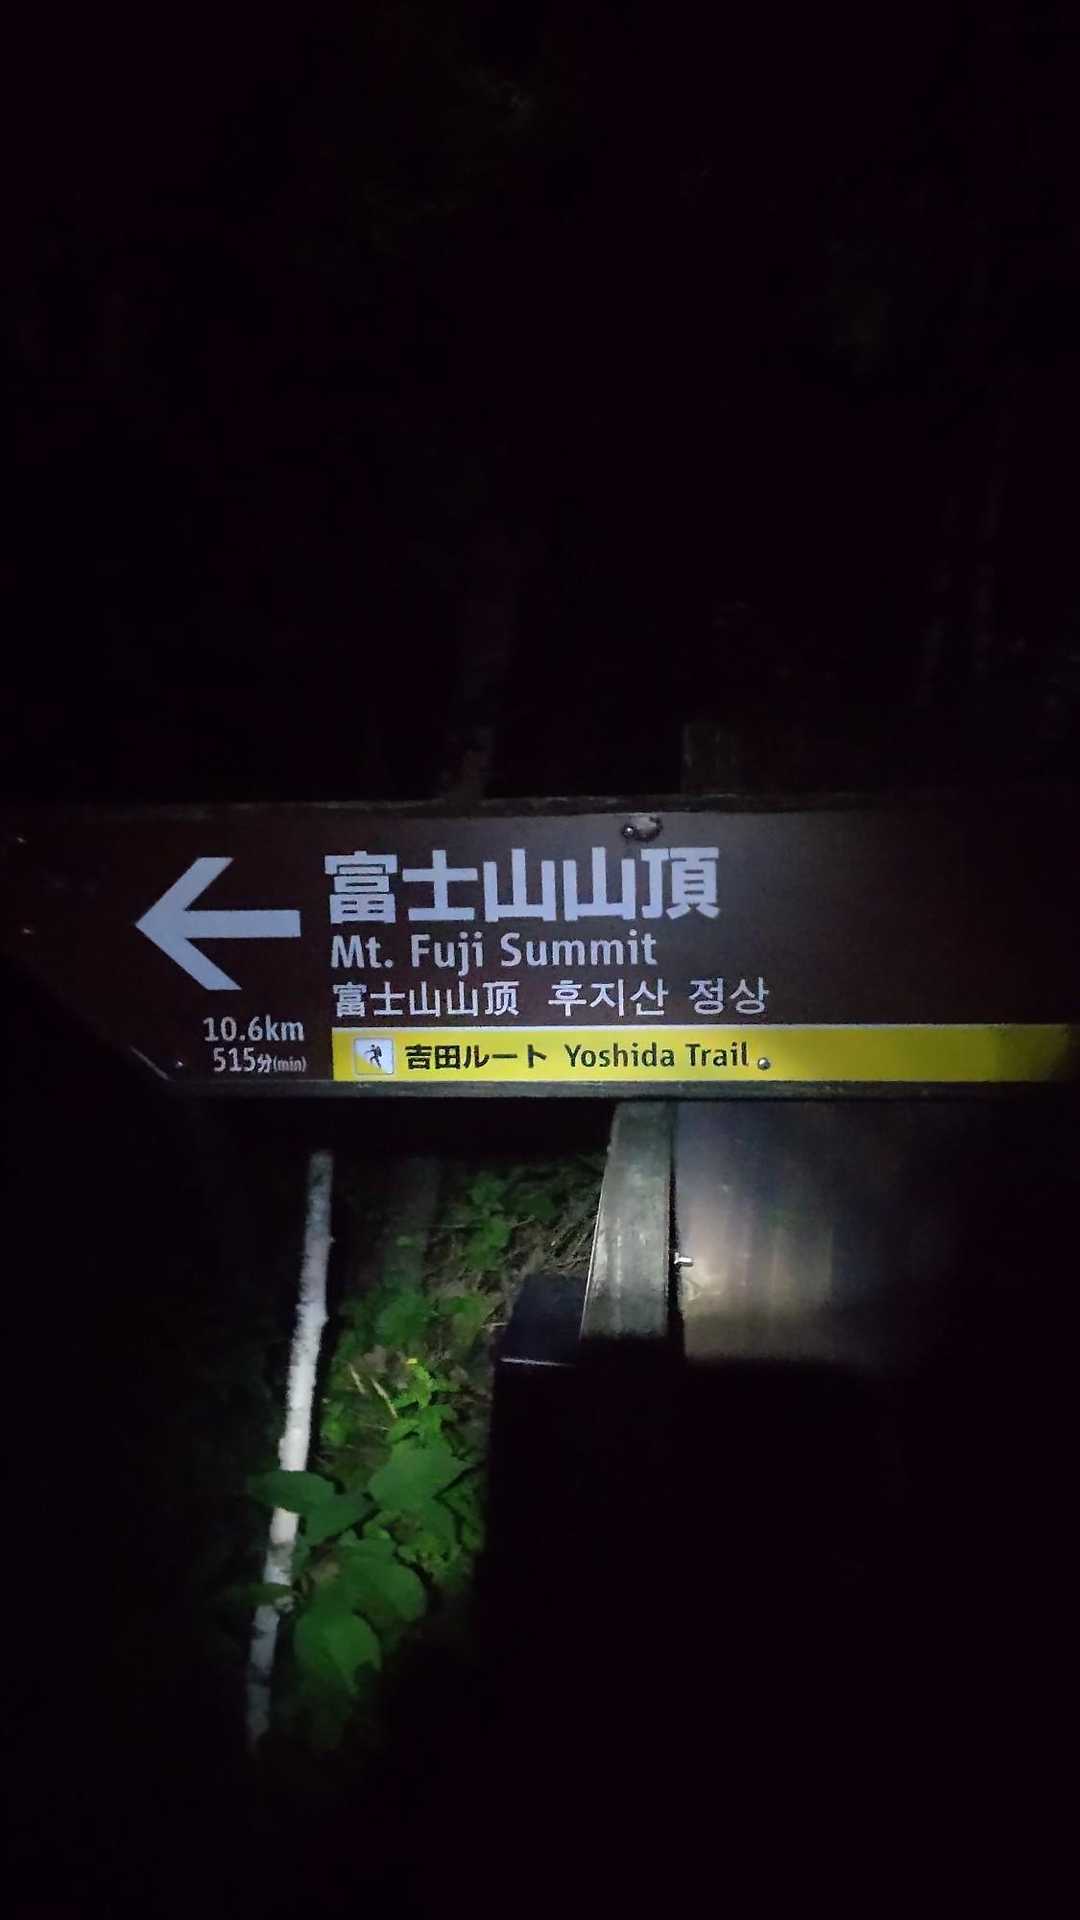 富士山山頂
Mt. Fuji Summit
富士山山顶 후지산 정상
10.6km
515分(min)
吉田ルート Yoshida Trail